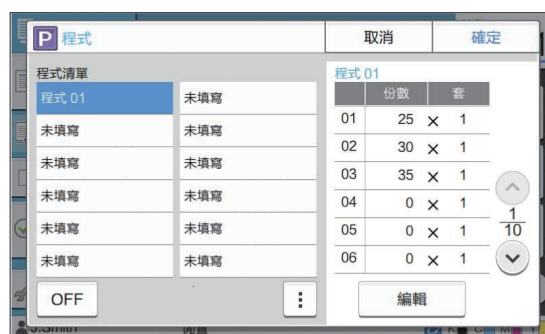 P 程式
取消
確定
程式清單
程式 01
未填寫
未填寫
未填寫
未填寫
未填寫
未填寫
未填寫
未填寫
未填寫
未填寫
未填寫
OFF
程式 01
份數 套
01 25 × 1
02 30 × 1
03 35 × 1
04 0 × 1
05 0 × 1
06 0 × 1
1
10
編輯
J.Smith